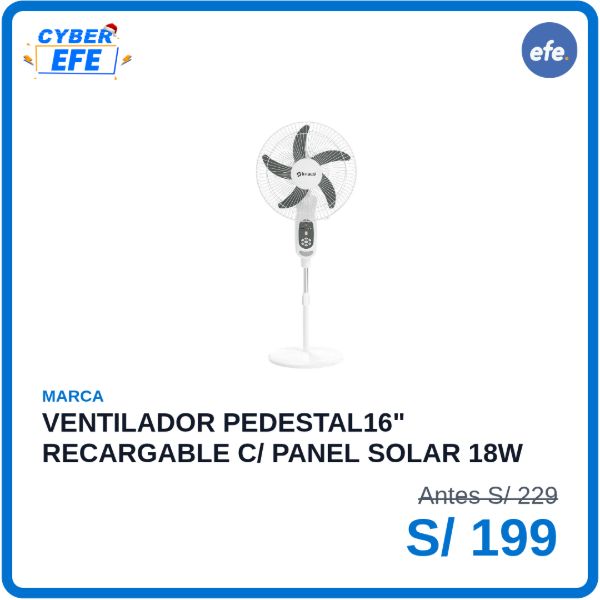 CYBER
EFE
efe.
MARCA
VENTILADOR PEDESTAL16"
RECARGABLE C/ PANEL SOLAR 18W
Antes S/ 229
S/ 199